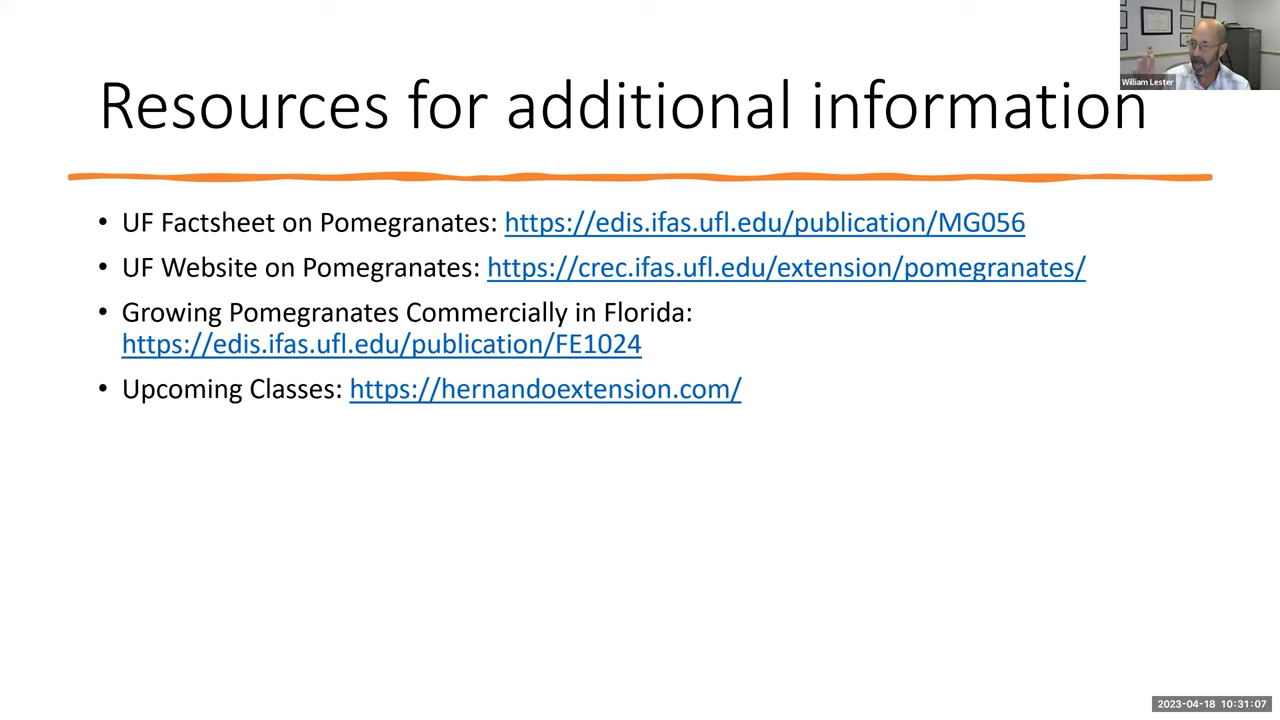 William Lester
Resources for additional information
• UF Factsheet on Pomegranates: https://edis.ifas.ufl.edu/publication/MG056
• UF Website on Pomegranates: https://crec.ifas.ufl.edu/extension/pomegranates/
• Growing Pomegranates Commercially in Florida:
https://edis.ifas.ufl.edu/publication/FE1024
• Upcoming Classes: https://hernandoextension.com/
2023-04-18 10:31:07